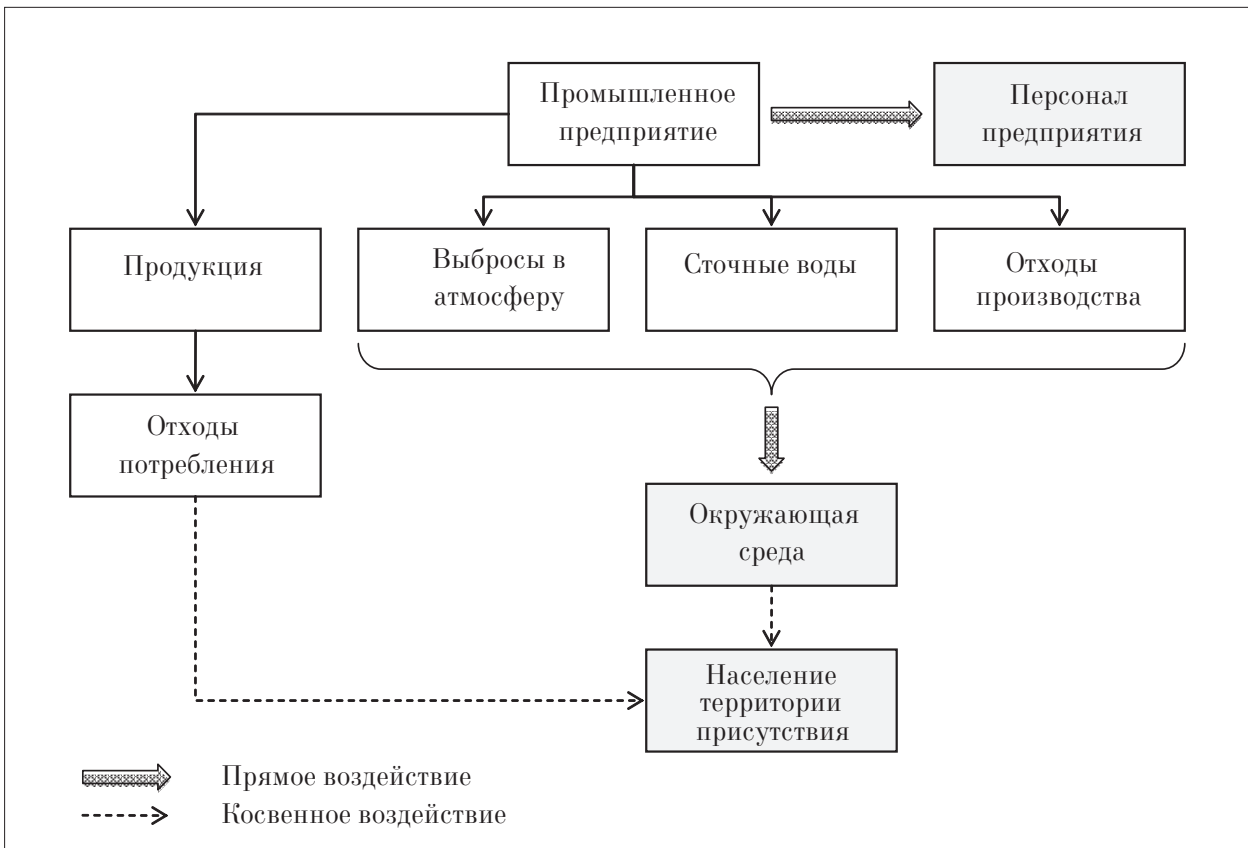 Промышленное
предприятие
Персонал
предприятия
Продукция
Выбросы в
атмосферу
Сточные воды
Отходы
производства
Отходы
потребления
Окружающая
среда
Население
территории
присутствия
Прямое воздействие
Косвенное воздействие